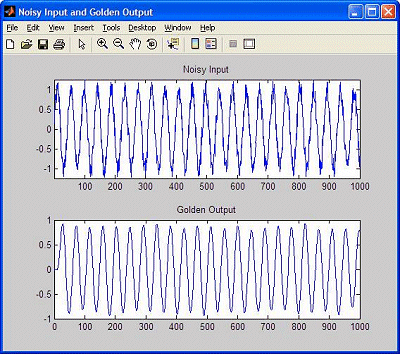 Noisy Input and Golden Output
File Edit View Insert Tools Desktop Window Help
Noisy Input
1
0.5
0
-0.5
-1
100 200 300 400 500 600 700 800 900 1000
Golden Output
1
0.5
0
-0.5
-1
0 100 200 300 400 500 600 700 800 900 1000